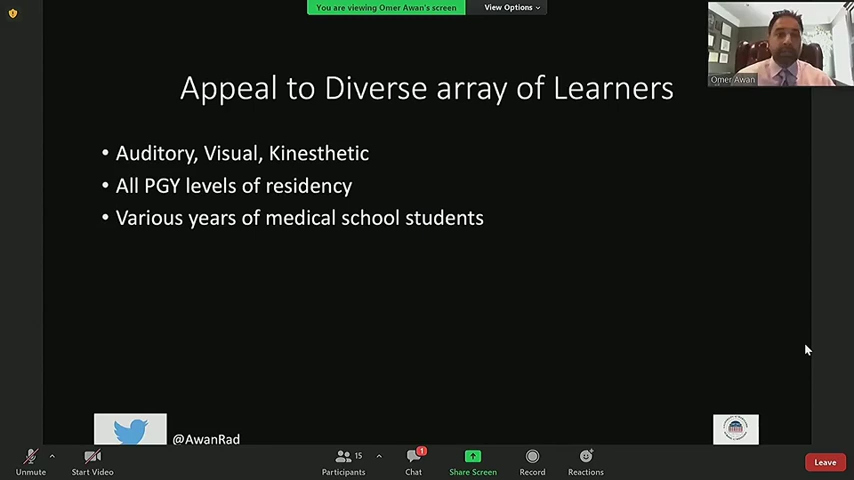 You are viewing Omer Awan's screen
View Options
Omer Awan
Appeal to Diverse array of Learners
• Auditory, Visual, Kinesthetic
• All PGY levels of residency
• Various years of medical school students
@AwanRad
Unmute
Start Video
15
Participants
1
Chat
Share Screen
Record
Reactions
Leave